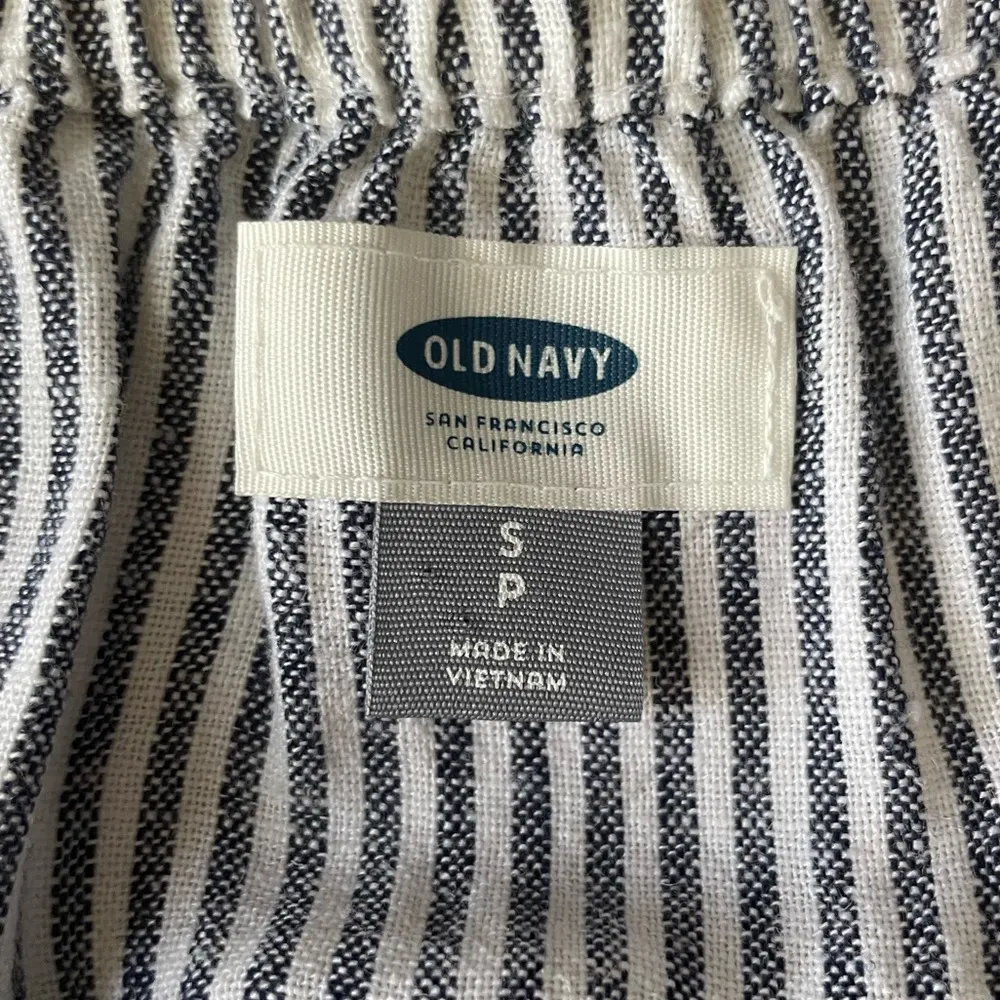 OLD NAVY
SAN FRANCISCO
CALIFORNIA
S
P
MADE IN
VIETNAM